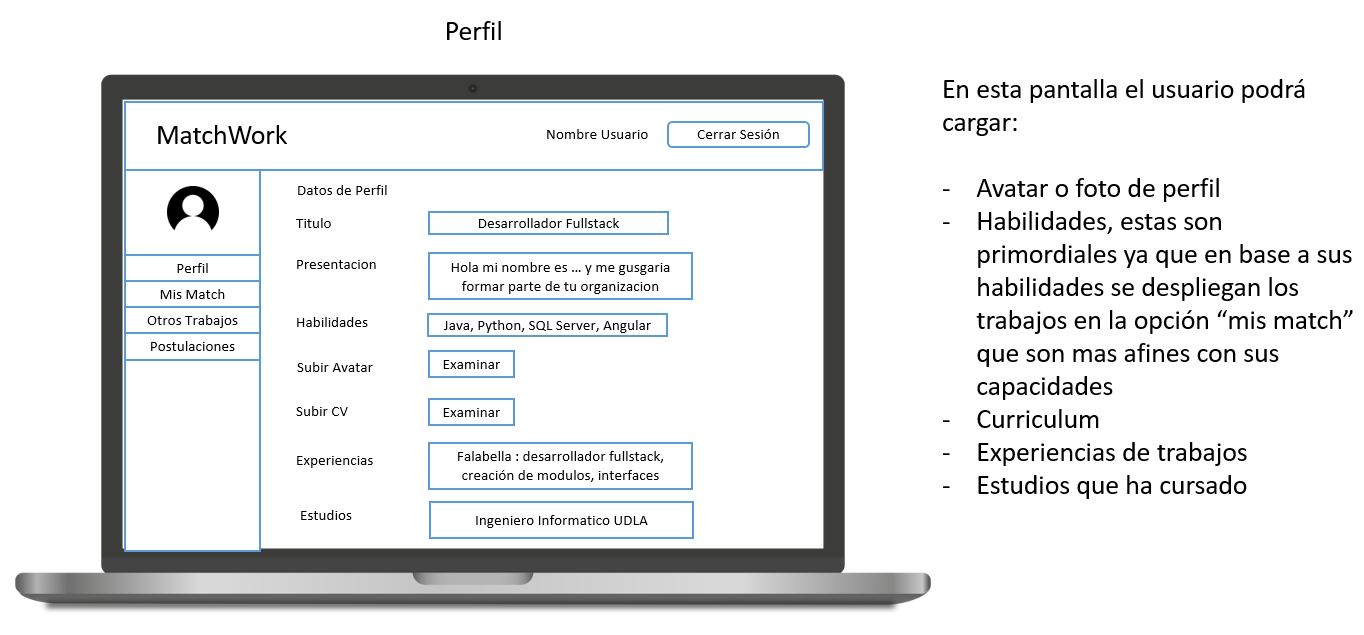 Perfil
MatchWork
Nombre Usuario
Cerrar Sesión
Perfil
Mis Match
Otros Trabajos
Postulaciones
Datos de Perfil
Titulo
Desarrollador Fullstack
Presentacion
Hola mi nombre es … y me gusgaria
formar parte de tu organizacion
Habilidades
Java, Python, SQL Server, Angular
Subir Avatar
Examinar
Subir CV
Examinar
Experiencias
Falabella : desarrollador fullstack,
creación de modulos, interfaces
Estudios
Ingeniero Informatico UDLA
En esta pantalla el usuario podrá
cargar:
- Avatar o foto de perfil
- Habilidades, estas son
primordiales ya que en base a sus
habilidades se despliegan los
trabajos en la opción “mis match”
que son mas afines con sus
capacidades
- Curriculum
- Experiencias de trabajos
- Estudios que ha cursado